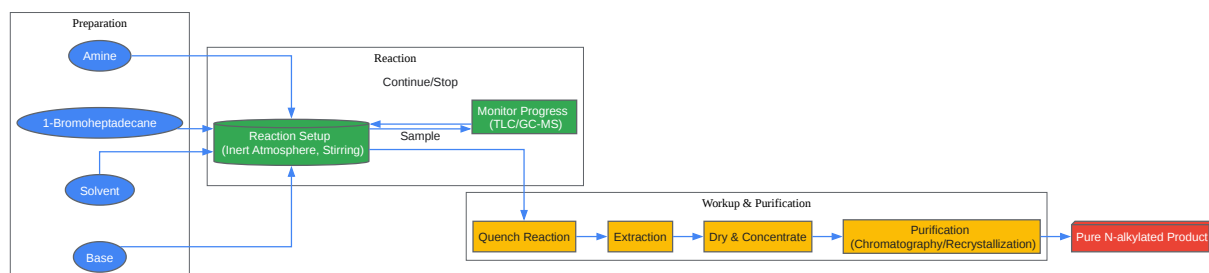 Preparation
Amine
1-Bromoheptadecane
Solvent
Base
Reaction
Continue/Stop
Monitor Progress
(TLC/GC-MS)
Sample
Reaction Setup
(Inert Atmosphere, Stirring)
Workup & Purification
Quench Reaction
Extraction
Dry & Concentrate
Purification
(Chromatography/Recrystallization)
Pure N-alkylated Product